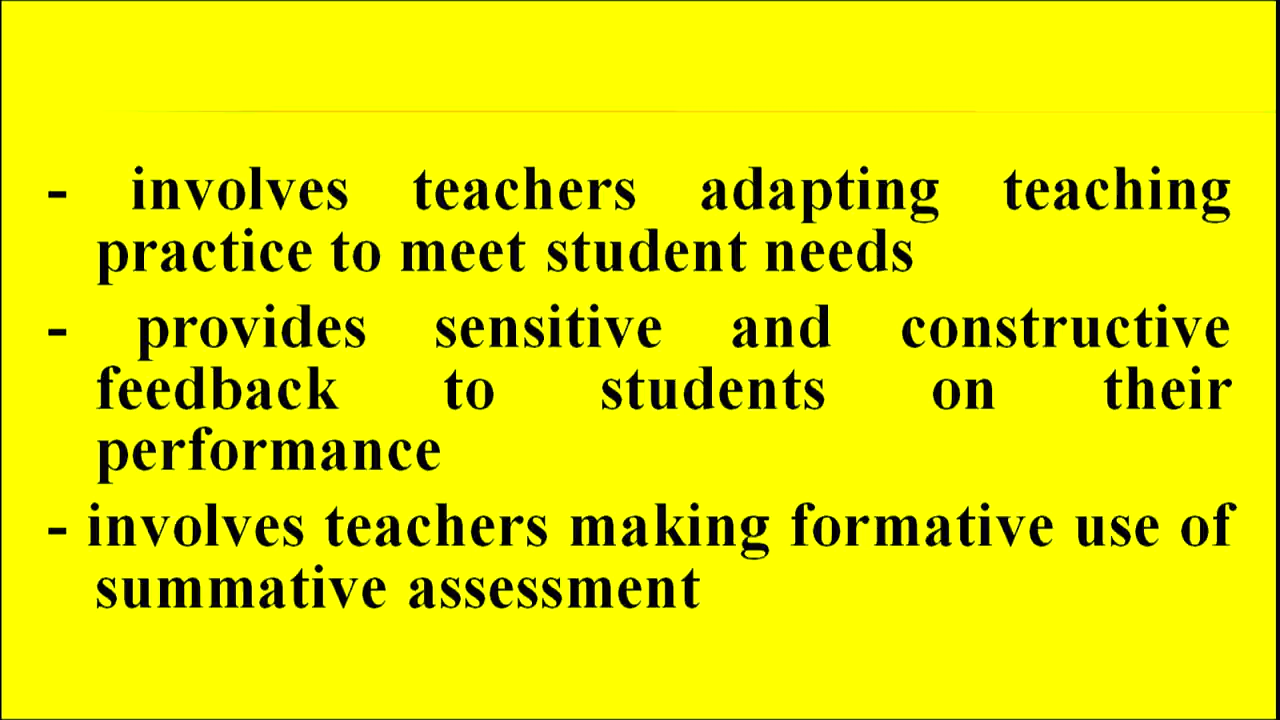 - involves teachers adapting teaching
practice to meet student needs
- provides sensitive and constructive
feedback to students on their
performance
- involves teachers making formative use of
summative assessment